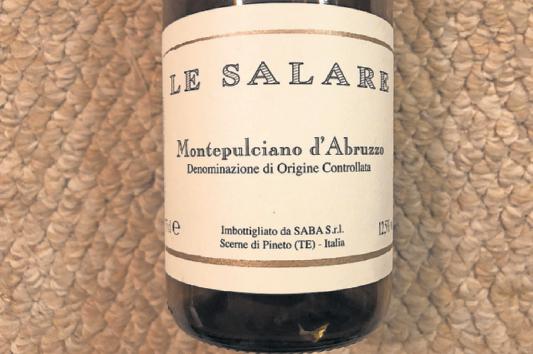 LE SALARE
Montepulciano d'Abruzzo
Denominazione di Origine Controllata
Imbottigliato da SABA S.r.l.
Scerne di Pineto (TE) - Italia